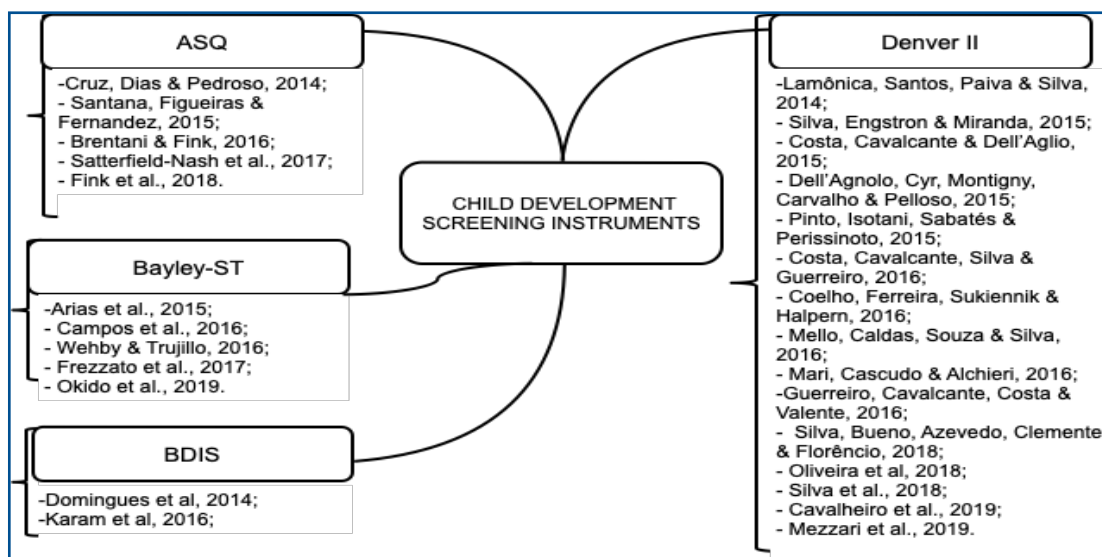 ASQ
-Cruz, Dias & Pedroso, 2014;
- Santana, Figueiras &
Fernandez, 2015;
- Brentani & Fink, 2016;
- Satterfield-Nash et al., 2017;
- Fink et al., 2018.
Bayley-ST
-Arias et al., 2015;
- Campos et al., 2016;
- Wehby & Trujillo, 2016;
- Frezzato et al., 2017;
- Okido et al., 2019.
BDIS
-Domingues et al, 2014;
-Karam et al, 2016;
CHILD DEVELOPMENT
SCREENING INSTRUMENTS
Denver II
-Lamônica, Santos, Paiva & Silva,
2014;
- Silva, Engstron & Miranda, 2015;
- Costa, Cavalcante & Dell’Aglio,
2015;
- Dell’Agnolo, Cyr, Montigny,
Carvalho & Pelloso, 2015;
- Pinto, Isotani, Sabatés &
Perissinoto, 2015;
- Costa, Cavalcante, Silva &
Guerreiro, 2016;
- Coelho, Ferreira, Sukiennik &
Halpern, 2016;
- Mello, Caldas, Souza & Silva,
2016;
- Mari, Cascudo & Alchieri, 2016;
-Guerreiro, Cavalcante, Costa &
Valente, 2016;
- Silva, Bueno, Azevedo, Clemente
& Florêncio, 2018;
- Oliveira et al, 2018;
- Silva et al., 2018;
- Cavalheiro et al., 2019;
- Mezzari et al., 2019.